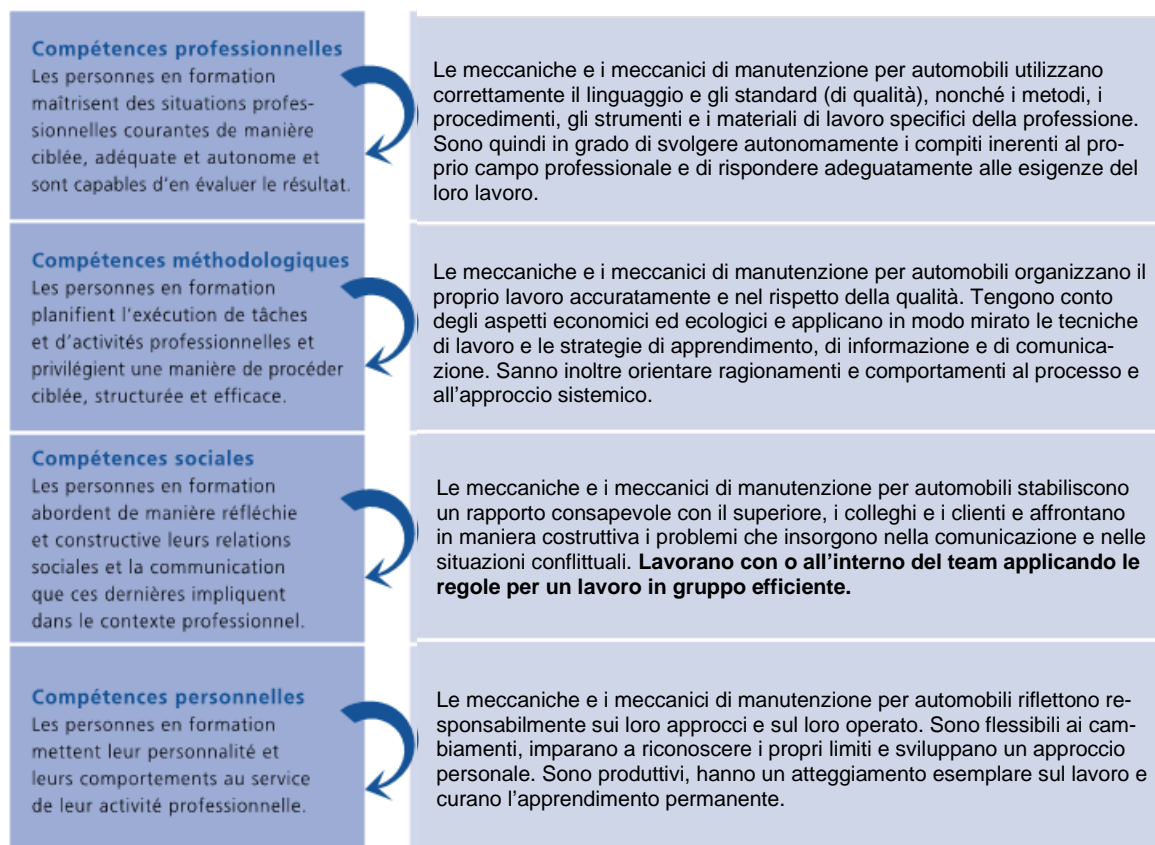 Compétences professionnelles
Les personnes en formation
maîtrisent des situations profes-
sionnelles courantes de manière
ciblée, adéquate et autonome et
sont capables d'en évaluer le résultat.
Le meccaniche e i meccanici di manutenzione per automobili utilizzano
correttamente il linguaggio e gli standard (di qualità), nonché i metodi, i
procedimenti, gli strumenti e i materiali di lavoro specifici della professione.
Sono quindi in grado di svolgere autonomamente i compiti inerenti al pro-
prio campo professionale e di rispondere adeguatamente alle esigenze del
loro lavoro.
Compétences méthodologiques
Les personnes en formation
planifient l'exécution de tâches
et d'activités professionnelles et
privilégient une manière de procéder
ciblée, structurée et efficace.
Le meccaniche e i meccanici di manutenzione per automobili organizzano il
proprio lavoro accuratamente e nel rispetto della qualità. Tengono conto
degli aspetti economici ed ecologici e applicano in modo mirato le tecniche
di lavoro e le strategie di apprendimento, di informazione e di comunica-
zione. Sanno inoltre orientare ragionamenti e comportamenti al processo e
all'approccio sistemico.
Compétences sociales
Les personnes en formation
abordent de manière réfléchie
et constructive leurs relations
sociales et la communication
que ces dernières impliquent
dans le contexte professionnel.
Le meccaniche e i meccanici di manutenzione per automobili stabiliscono
un rapporto consapevole con il superiore, i colleghi e i clienti e affrontano
in maniera costruttiva i problemi che insorgono nella comunicazione e nelle
situazioni conflittuali. Lavorano con o all'interno del team applicando le
regole per un lavoro in gruppo efficiente.
Compétences personnelles
Les personnes en formation
mettent leur personnalité et
leurs comportements au service
de leur activité professionnelle.
Le meccaniche e i meccanici di manutenzione per automobili riflettono re-
sponsabilmente sui loro approcci e sul loro operato. Sono flessibili ai cam-
biamenti, imparano a riconoscere i propri limiti e sviluppano un approccio
personale. Sono produttivi, hanno un atteggiamento esemplare sul lavoro e
curano l'apprendimento permanente.